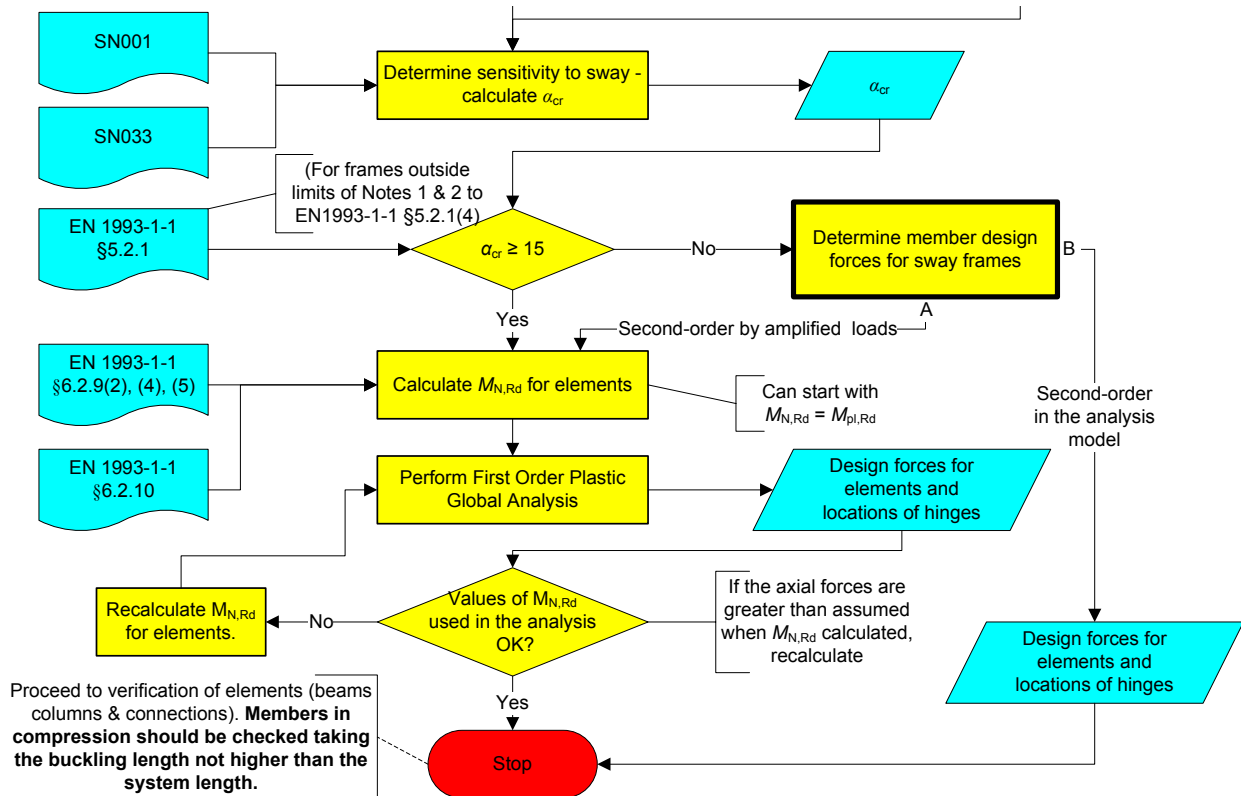 SN001
Determine sensitivity to sway -
calculate αcr
αcr
SN033
(For frames outside
limits of Notes 1 & 2 to
EN1993-1-1 §5.2.1(4)
EN 1993-1-1
§5.2.1
αcr ≥ 15
No
Determine member design
forces for sway frames
B
A
Yes
Second-order by amplified loads
EN 1993-1-1
§6.2.9(2), (4), (5)
Calculate MN,Rd for elements
Can start with
MN,Rd = Mpl,Rd
Second-order
in the analysis
model
EN 1993-1-1
§6.2.10
Perform First Order Plastic
Global Analysis
Design forces for
elements and
locations of hinges
Recalculate MN,Rd
for elements.
No
Values of MN,Rd
used in the analysis
OK?
If the axial forces are
greater than assumed
when MN,Rd calculated,
recalculate
Design forces for
elements and
locations of hinges
Yes
Proceed to verification of elements (beams
columns & connections). Members in
compression should be checked taking
the buckling length not higher than the
system length.
Stop